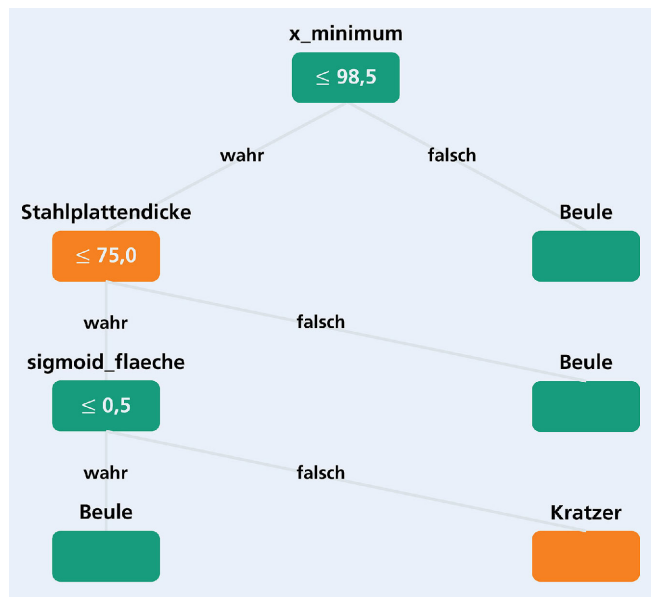 x_minimum
≤ 98,5
wahr
falsch
Stahlplattendicke
Beule
≤ 75,0
wahr
falsch
sigmoid_flaeche
Beule
≤ 0,5
wahr
falsch
Beule
Kratzer